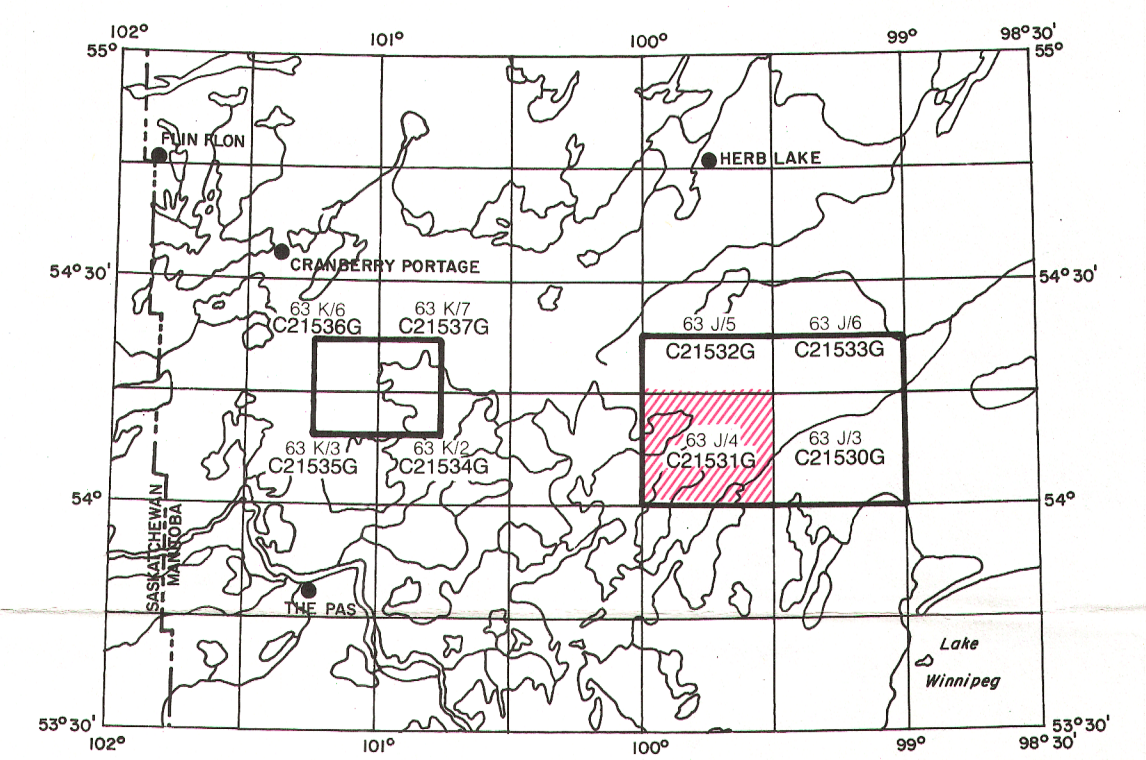 102°
101°
100°
99°
98° 30'
55°
55°
FLIN FLON
HERB LAKE
CRANBERRY PORTAGE
54° 30'
54° 30'
63 K/6
C21536G
63 K/7
C21537G
63 J/5
C21532G
63 J/6
C21533G
63 K/3
C21535G
63 K/2
C21534G
63 J/4
C21531G
63 J/3
C21530G
54°
54°
SASKATCHEWAN
MANITOBA
THE PAS
Lake
Winnipeg
53° 30'
53° 30'
102°
101°
100°
99°
98° 30'